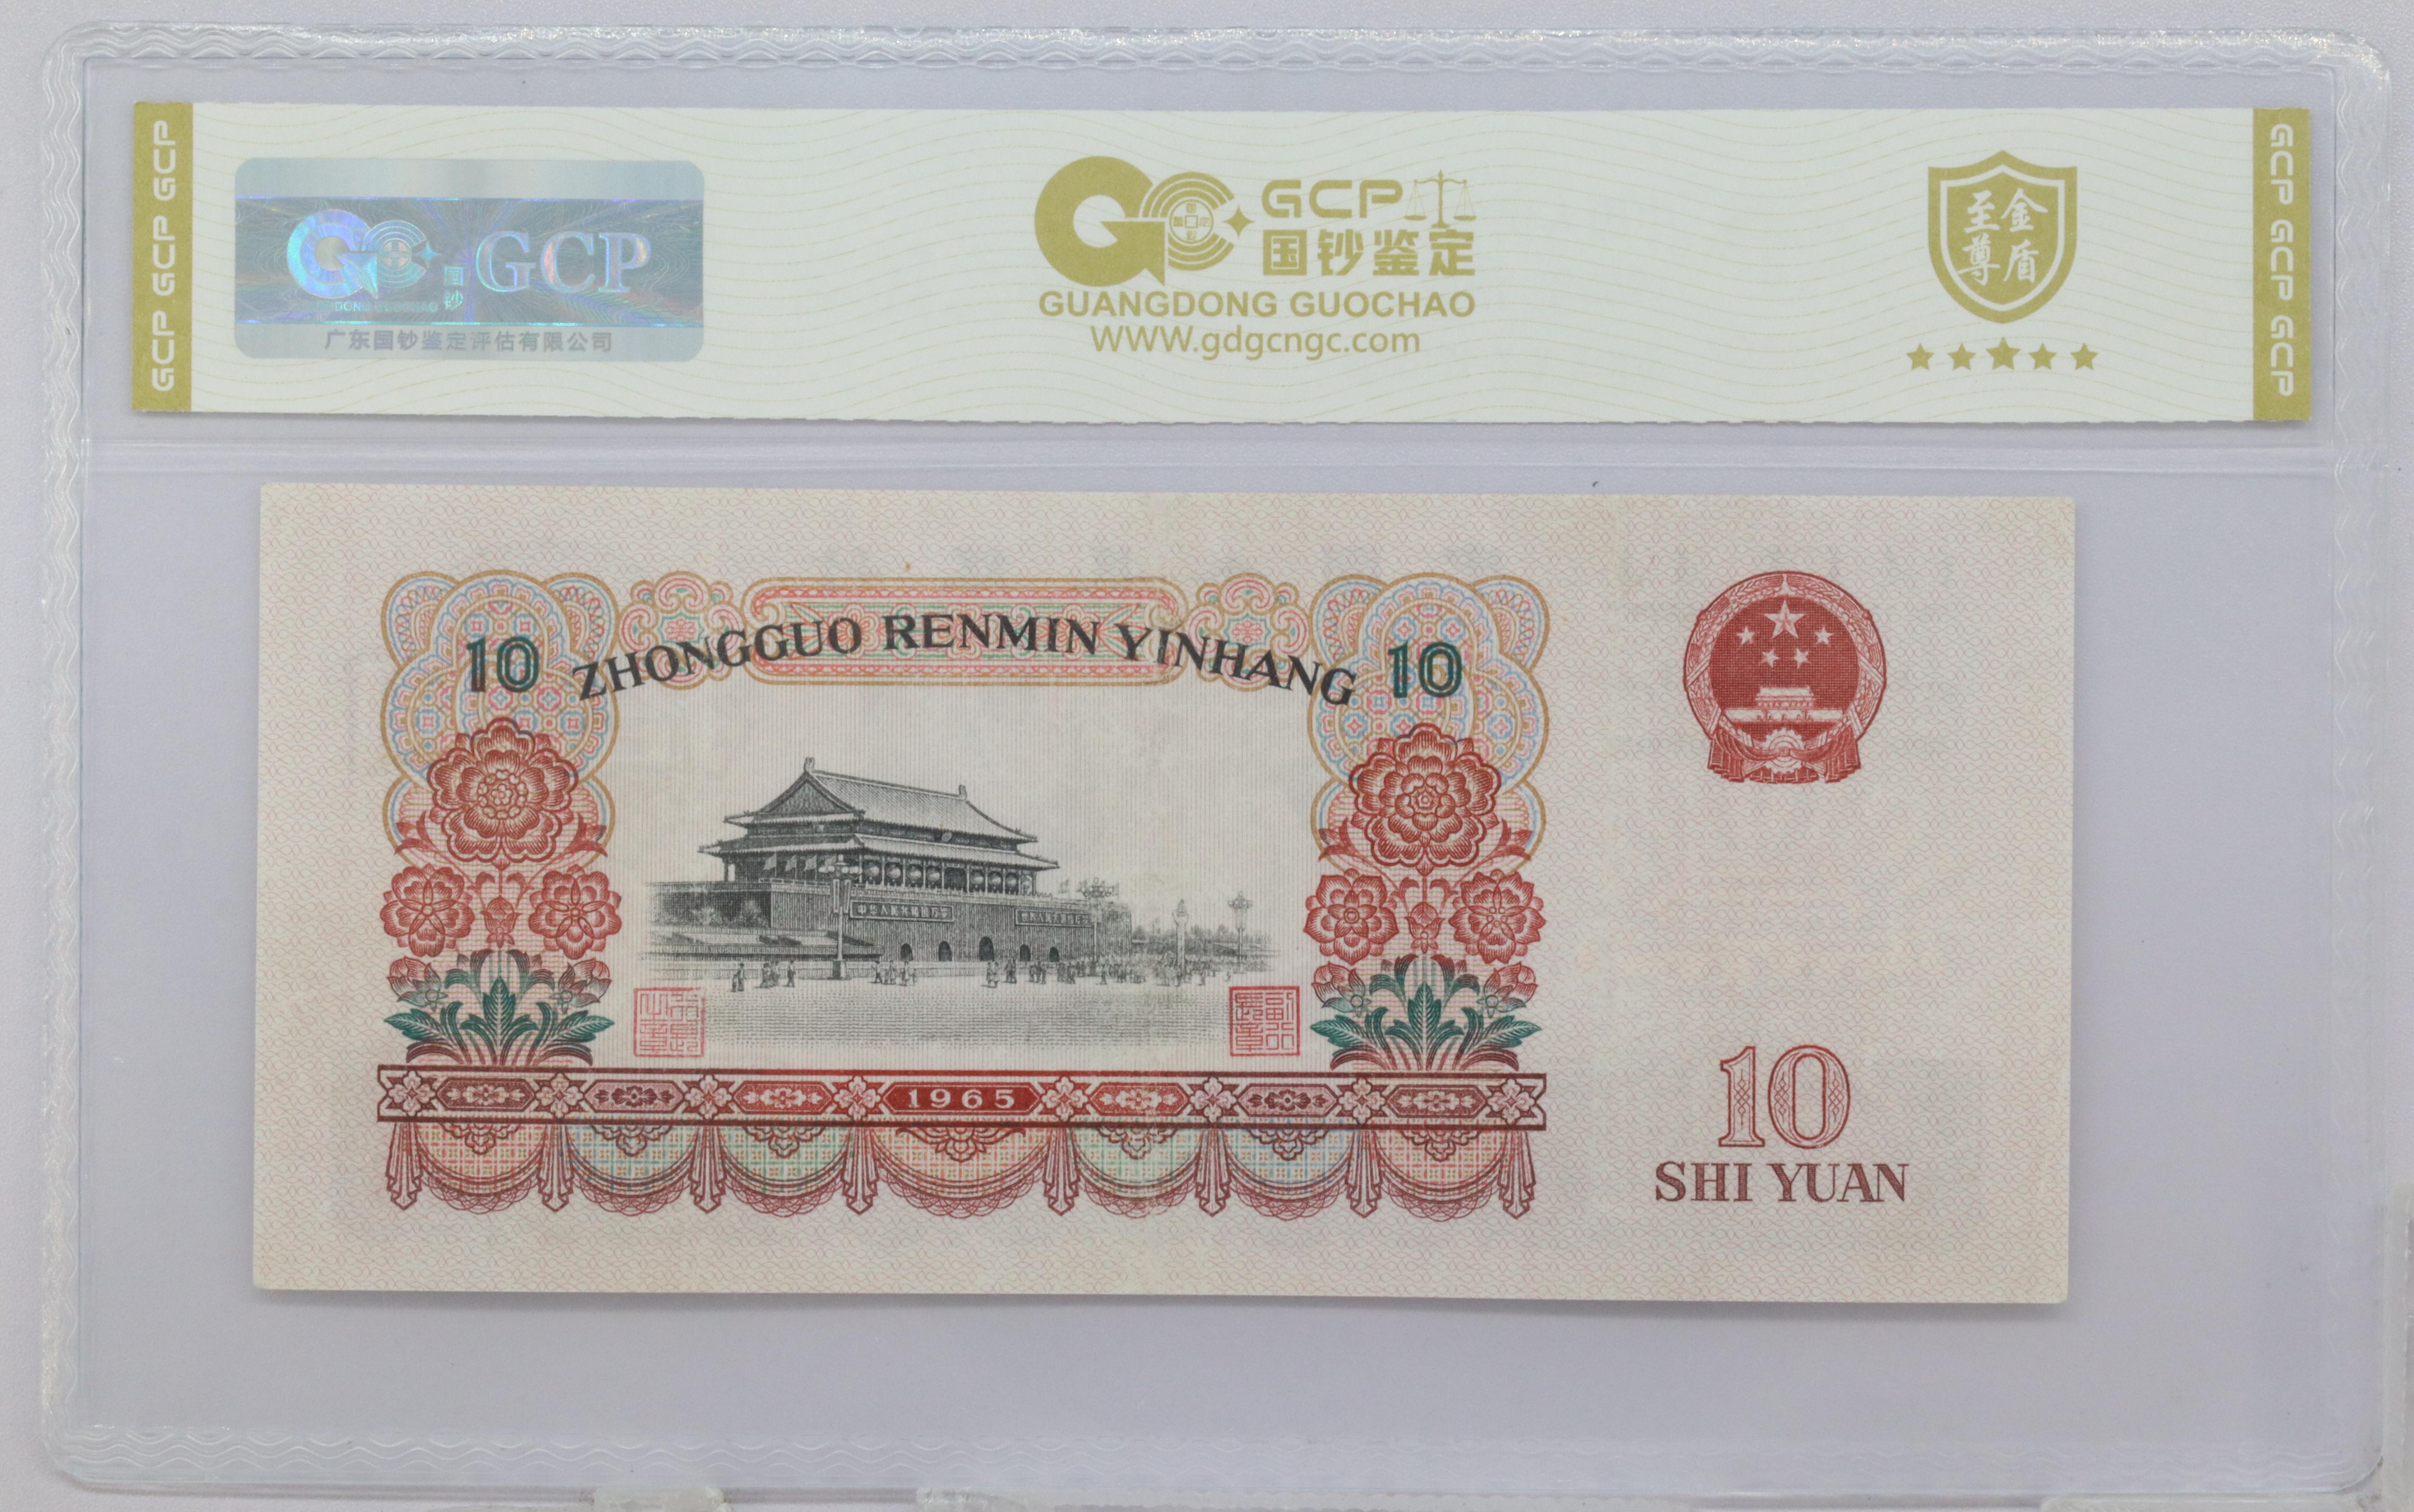 GCP GCP GCP
GCP
国钞
GUANGDONG GUOCHAO
广东国钞鉴定评估有限公司
GCP
国钞鉴定
GUANGDONG GUOCHAO
WWW.gdgcngc.com
至尊金盾
GCP GCP GCP
10 ZHONGGUO RENMIN YINHANG 10
1965
10
SHI YUAN